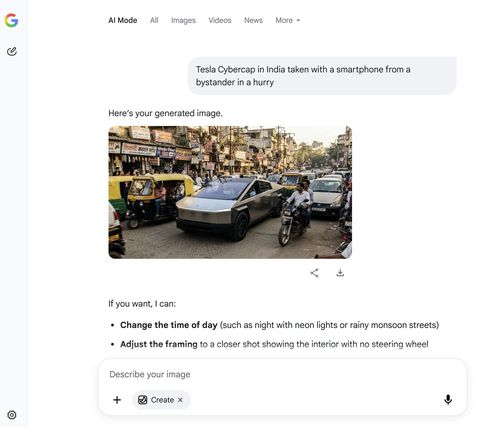 AI Mode All Images Videos News More
Tesla Cybercap in India taken with a smartphone from a
bystander in a hurry
Here's your generated image.
If you want, I can:
• Change the time of day (such as night with neon lights or rainy monsoon streets)
• Adjust the framing to a closer shot showing the interior with no steering wheel
Describe your image
Create